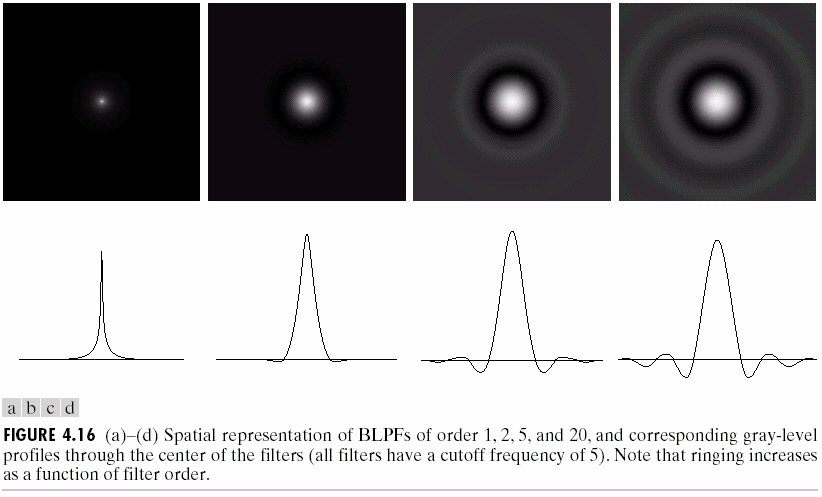 a b c d
FIGURE 4.16 (a)–(d) Spatial representation of BLPFs of order 1, 2, 5, and 20, and corresponding gray-level
profiles through the center of the filters (all filters have a cutoff frequency of 5). Note that ringing increases
as a function of filter order.